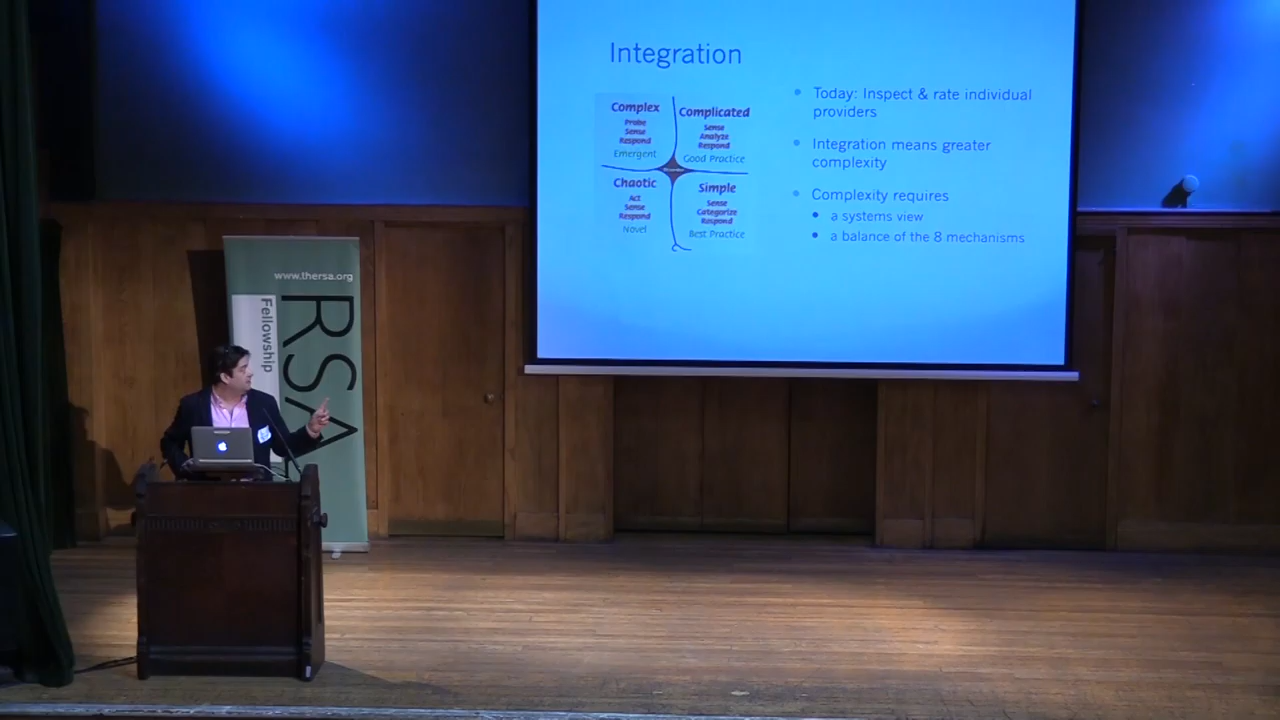 Integration
Complex
Probe
Sense
Respond
Emergent
Complicated
Sense
Analyze
Respond
Good Practice
Chaotic
Act
Sense
Respond
Novel
Simple
Sense
Categorize
Respond
Best Practice
Today: Inspect & rate individual
providers
Integration means greater
complexity
Complexity requires
a systems view
a balance of the 8 mechanisms
www.thersa.org
RSA
Fellowship